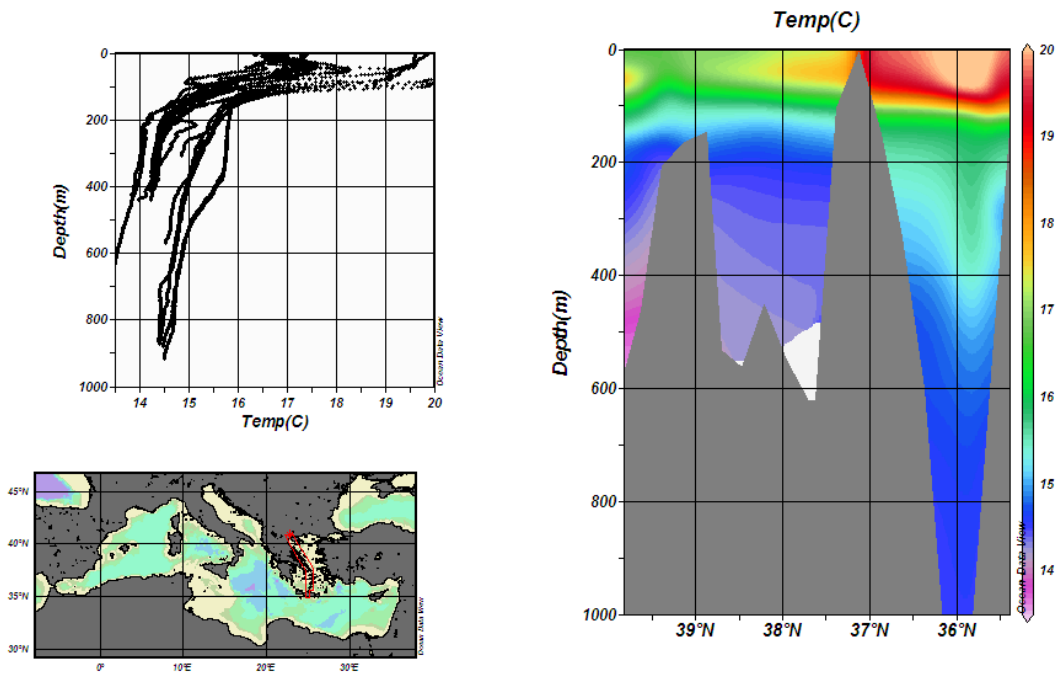 Temp(C)
0
200
400
600
800
1000
Depth(m)
14
15
16
17
18
19
20
Temp(C)
Ocean Data View
45°N
40°N
35°N
30°N
0°
10°E
20°E
30°E
Ocean Data View
0
200
400
600
800
1000
Depth(m)
39°N
38°N
37°N
36°N
20
19
18
17
16
15
14
Ocean Data View